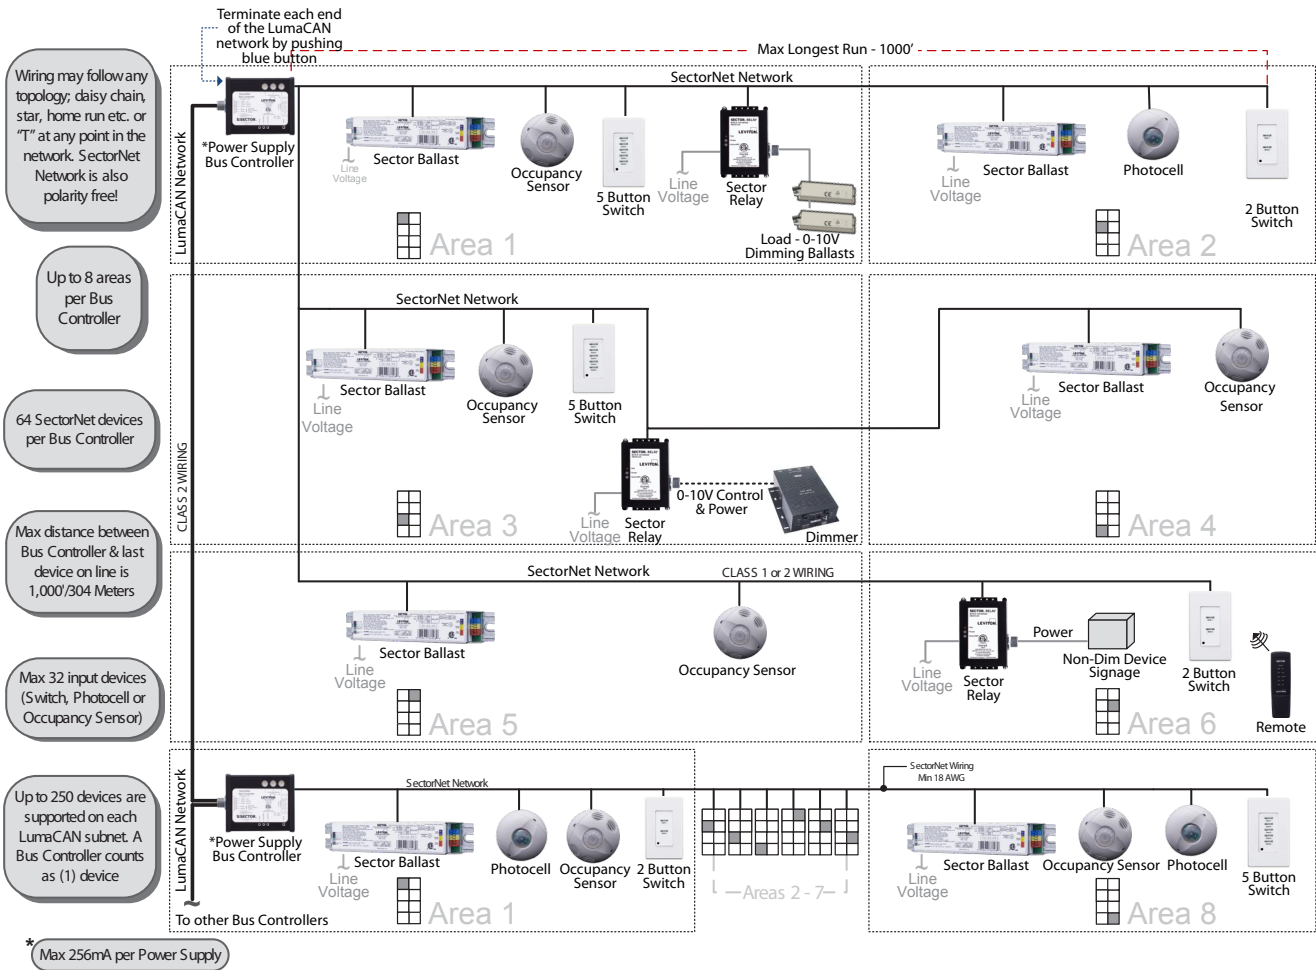 Terminate each end
of the LumaCAN
network by pushing
blue button
Max Longest Run - 1000'
Wiring may follow any
topology; daisy chain,
star, home run etc. or
"T" at any point in the
network. SectorNet
Network is also
polarity free!
Up to 8 areas
per Bus
Controller
64 SectorNet devices
per Bus Controller
Max distance between
Bus Controller & last
device on line is
1,000'/304 Meters
Max 32 input devices
(Switch, Photocell or
Occupancy Sensor)
Up to 250 devices are
supported on each
LumaCAN subnet. A
Bus Controller counts
as (1) device
*
Max 256mA per Power Supply
LumaCAN Network
CLASS 2 WIRING
LumaCAN Network
To other Bus Controllers
SectorNet Network
*Power Supply
Bus Controller
Line
Voltage
Sector Ballast
Occupancy
Sensor
5 Button
Switch
Line
Voltage
SECTOR RELAY
LEVITON
Sector
Relay
Load - 0-10V
Dimming Ballasts
Area 1
Line
Voltage
Sector Ballast
Photocell
2 Button
Switch
Area 2
SectorNet Network
Line
Voltage
Sector Ballast
Occupancy
Sensor
5 Button
Switch
SECTOR RELAY
LEVITON
Line
Voltage
Sector
Relay
0-10V Control
& Power
Dimmer
Area 3
Line
Voltage
Sector Ballast
Occupancy
Sensor
Area 4
SectorNet Network
CLASS 1 or 2 WIRING
Line
Voltage
Sector Ballast
Occupancy Sensor
Area 5
SECTOR RELAY
LEVITON
Line
Voltage
Sector
Relay
Power
Non-Dim Device
Signage
2 Button
Switch
Remote
Area 6
SectorNet Network
*Power Supply
Bus Controller
Line
Voltage
Sector Ballast
Photocell
Occupancy
Sensor
2 Button
Switch
Area 1
Areas 2 - 7
SectorNet Wiring
Min 18 AWG
Line
Voltage
Sector Ballast
Occupancy Sensor
Photocell
5 Button
Switch
Area 8